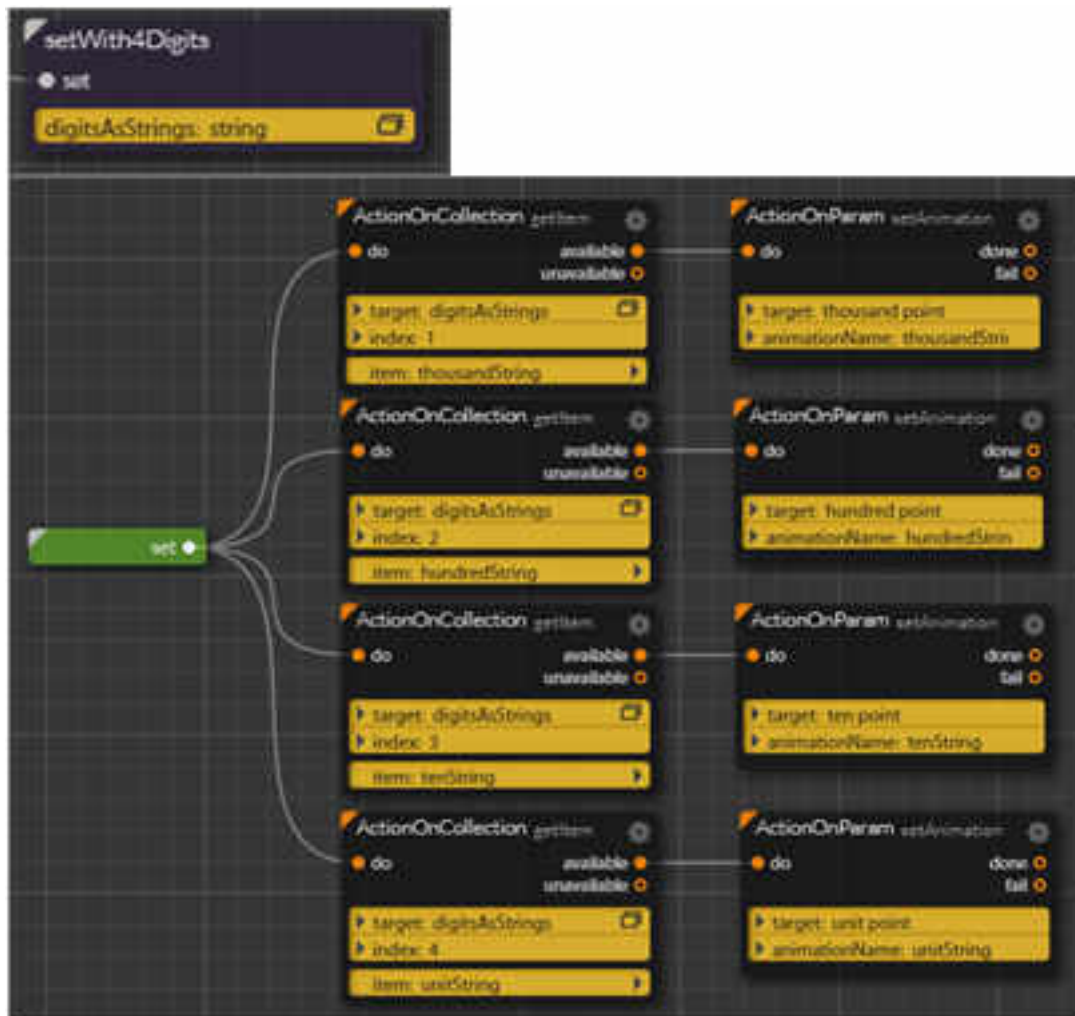 setWith4Digits
set
digitsAsStrings: string
ActionOnCollection getItem
do available
unavailable
target: digitsAsStrings
index: 1
item: thousandString
ActionOnParam setAnimation
do done
fail
target: thousand point
animationName: thousandStrin
ActionOnCollection getItem
do available
unavailable
target: digitsAsStrings
index: 2
item: hundredString
ActionOnParam setAnimation
do done
fail
target: hundred point
animationName: hundredStrin
set
ActionOnCollection getItem
do available
unavailable
target: digitsAsStrings
index: 3
item: tenString
ActionOnParam setAnimation
do done
fail
target: ten point
animationName: tenString
ActionOnCollection getItem
do available
unavailable
target: digitsAsStrings
index: 4
item: unitString
ActionOnParam setAnimation
do done
fail
target: unit point
animationName: unitString